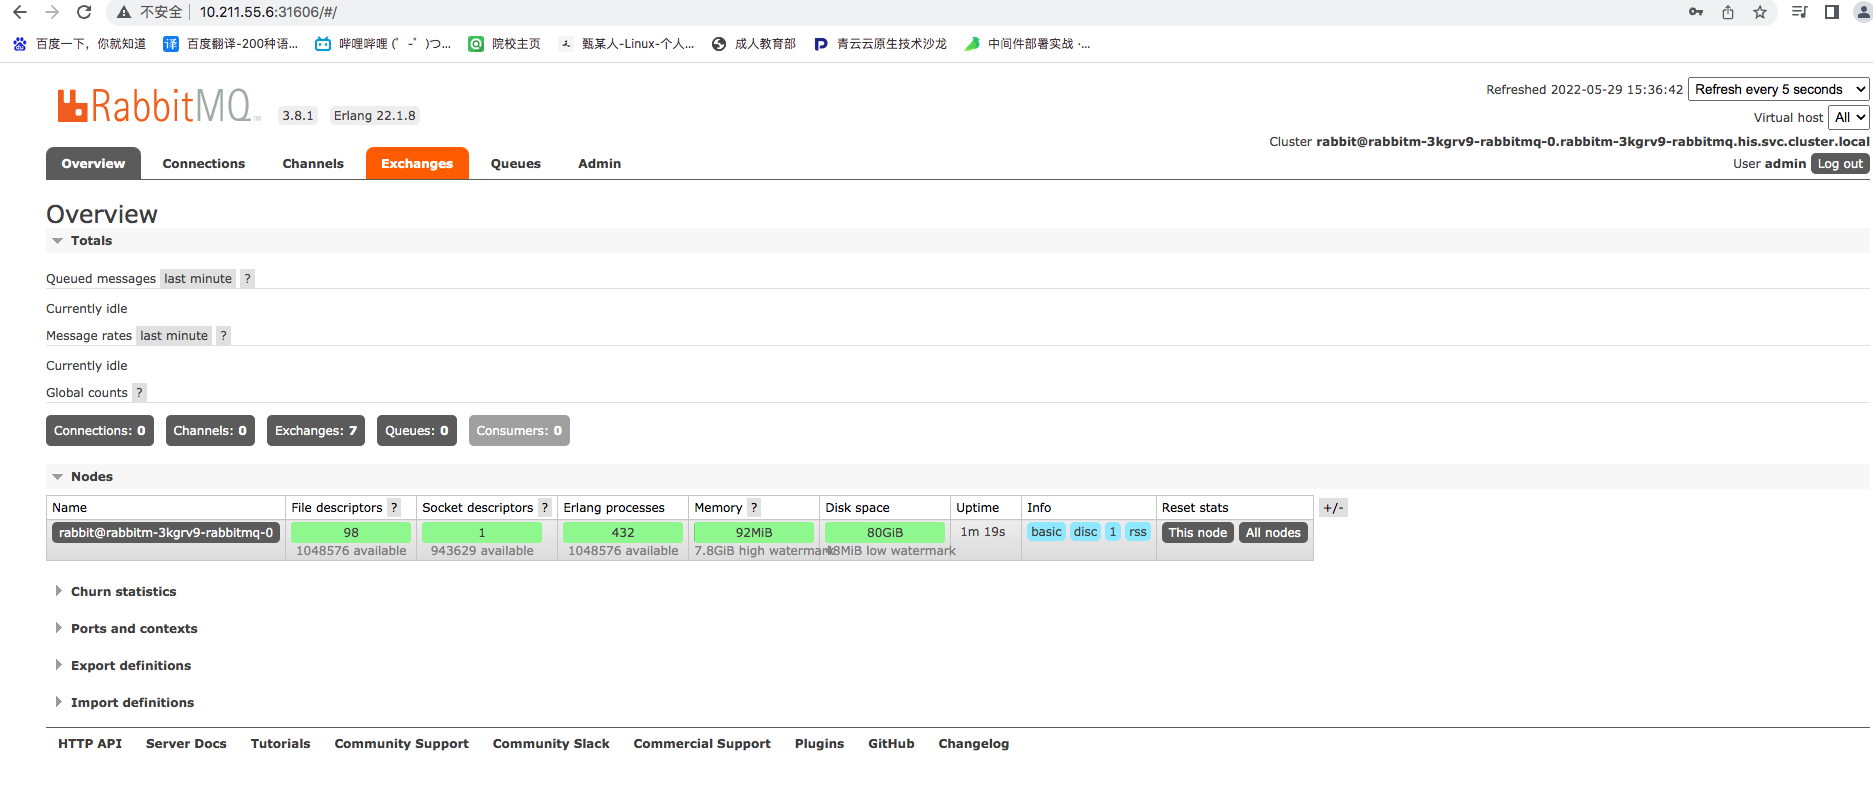 不安全 10.211.55.6:31606/#/
百度一下，你就知道 百度翻译-200种语... 哔哩哔哩 (゜-゜)つ... 院校主页 甄某人-Linux-个人... 成人教育部 青云云原生技术沙龙 中间件部署实战 ·...
Refreshed 2022-05-29 15:36:42 Refresh every 5 seconds
RabbitMQ TM 3.8.1 Erlang 22.1.8
Virtual host All
Cluster rabbit@rabbitm-3kgrv9-rabbitmq-0.rabbitm-3kgrv9-rabbitmq.his.svc.cluster.local
User admin Log out
Overview Connections Channels Exchanges Queues Admin
Overview
Totals
Queued messages last minute ?
Currently idle
Message rates last minute ?
Currently idle
Global counts ?
Connections: 0 Channels: 0 Exchanges: 7 Queues: 0 Consumers: 0
Nodes
Name File descriptors ? Socket descriptors ? Erlang processes Memory ? Disk space Uptime Info Reset stats +/-
rabbit@rabbitm-3kgrv9-rabbitmq-0 98 1 432 92MiB 80GiB 1m 19s basic disc 1 rss This node All nodes
1048576 available 943629 available 1048576 available 7.8GiB high watermark 48MiB low watermark
Churn statistics
Ports and contexts
Export definitions
Import definitions
HTTP API Server Docs Tutorials Community Support Community Slack Commercial Support Plugins GitHub Changelog